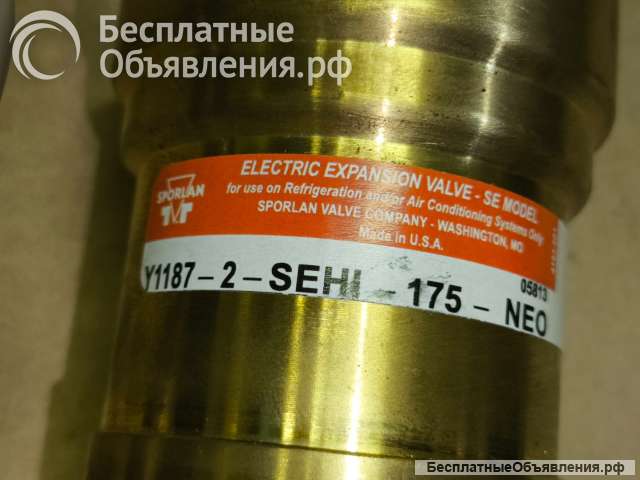 Бесплатные
Объявления.рф
SPORLAN
ELECTRIC EXPANSION VALVE - SE MODEL
for use on Refrigeration and/or Air Conditioning Systems Only
SPORLAN VALVE COMPANY - WASHINGTON, MO
Made in U.S.A.
05813
Y1187-2-SEHI 175-NEO
БесплатныеОбъявления.рф